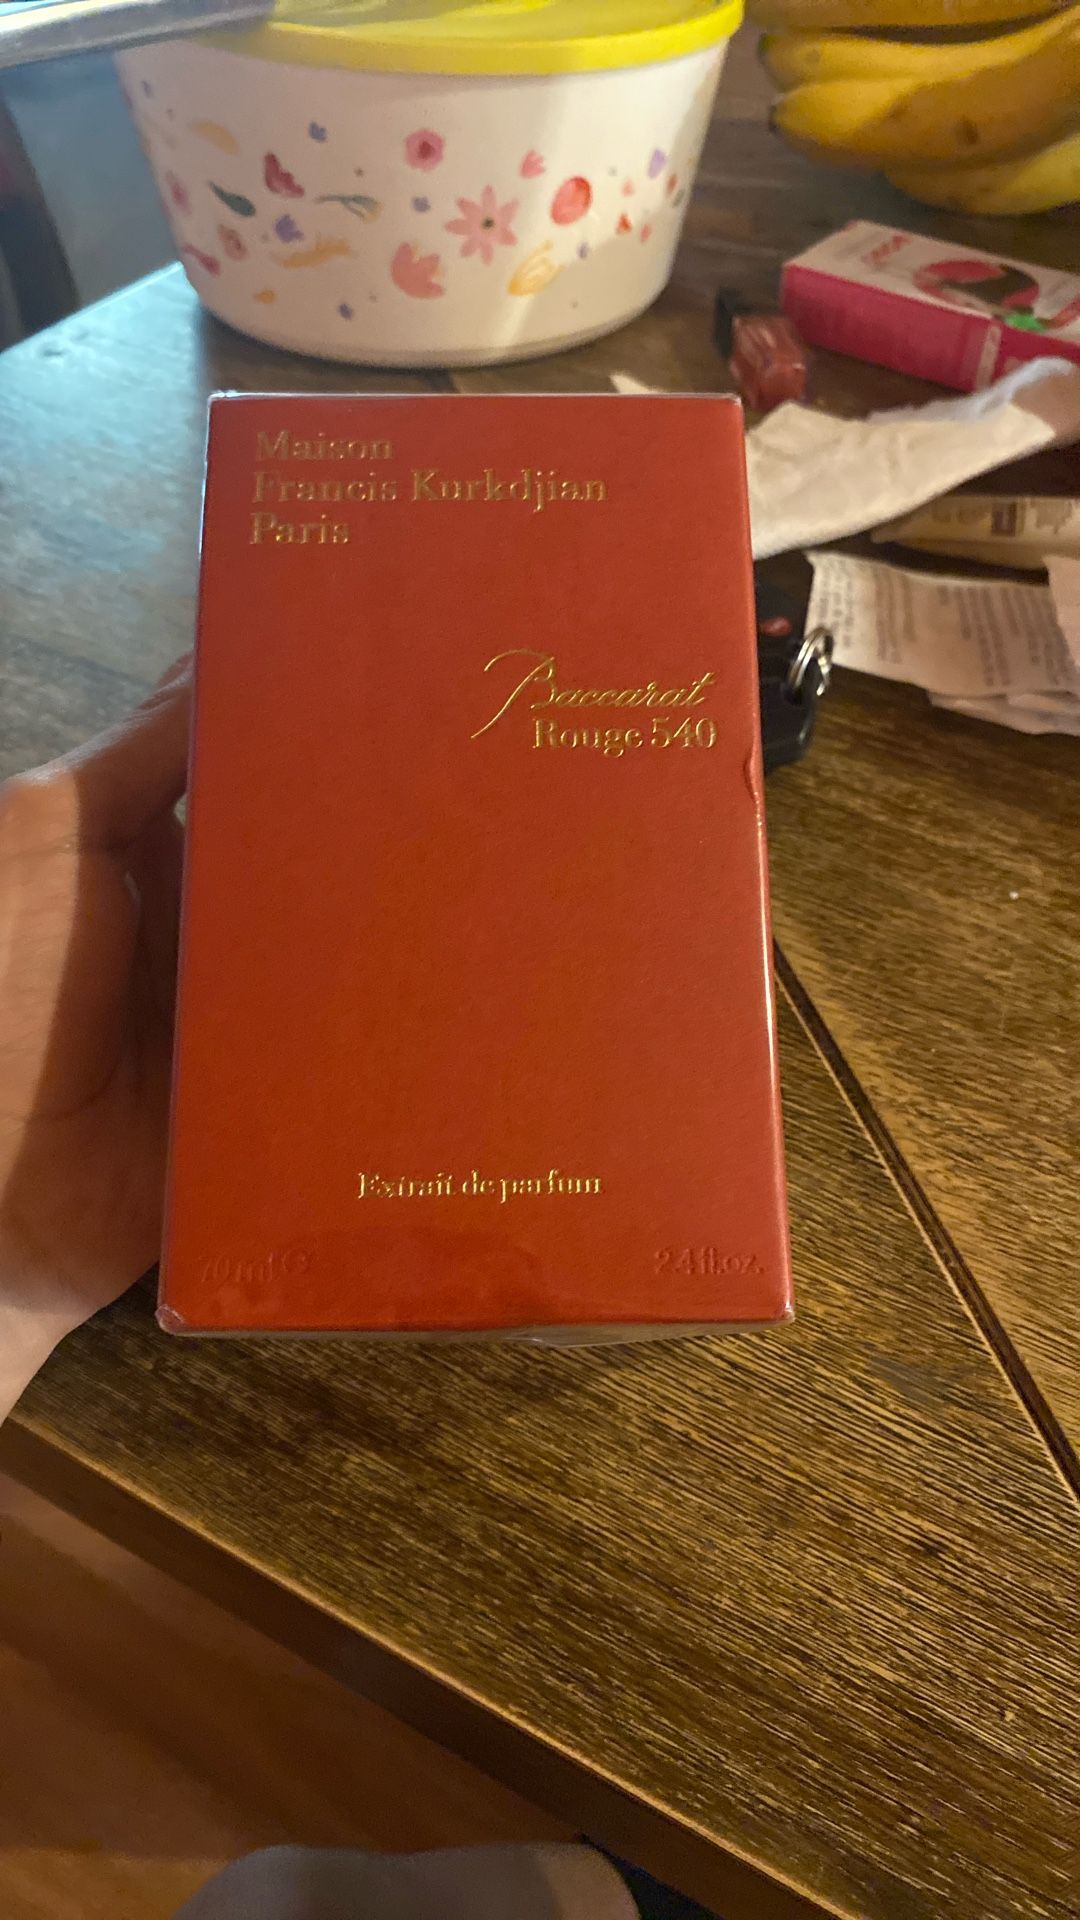 Maison
Francis Kurkdjian
Paris
Baccarat
Rouge 540
Extrait de parfum
70 ml ℮ 2.4 fl.oz.